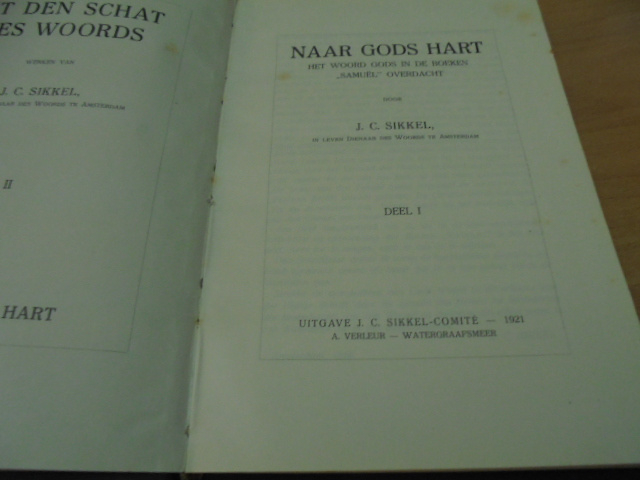 T DEN SCHAT
ES WOORDS
J. C. SIKKEL,
II
HART
NAAR GODS HART
HET WOORD GODS IN DE BOEKEN
„SAMUËL" OVERDACHT
DOOR
J. C. SIKKEL,
IN LEVEN DIENAAR DES WOORDS TE AMSTERDAM
DEEL I
UITGAVE J. C. SIKKEL-COMITÉ — 1921
A. VERLEUR — WATERGRAAFSMEER